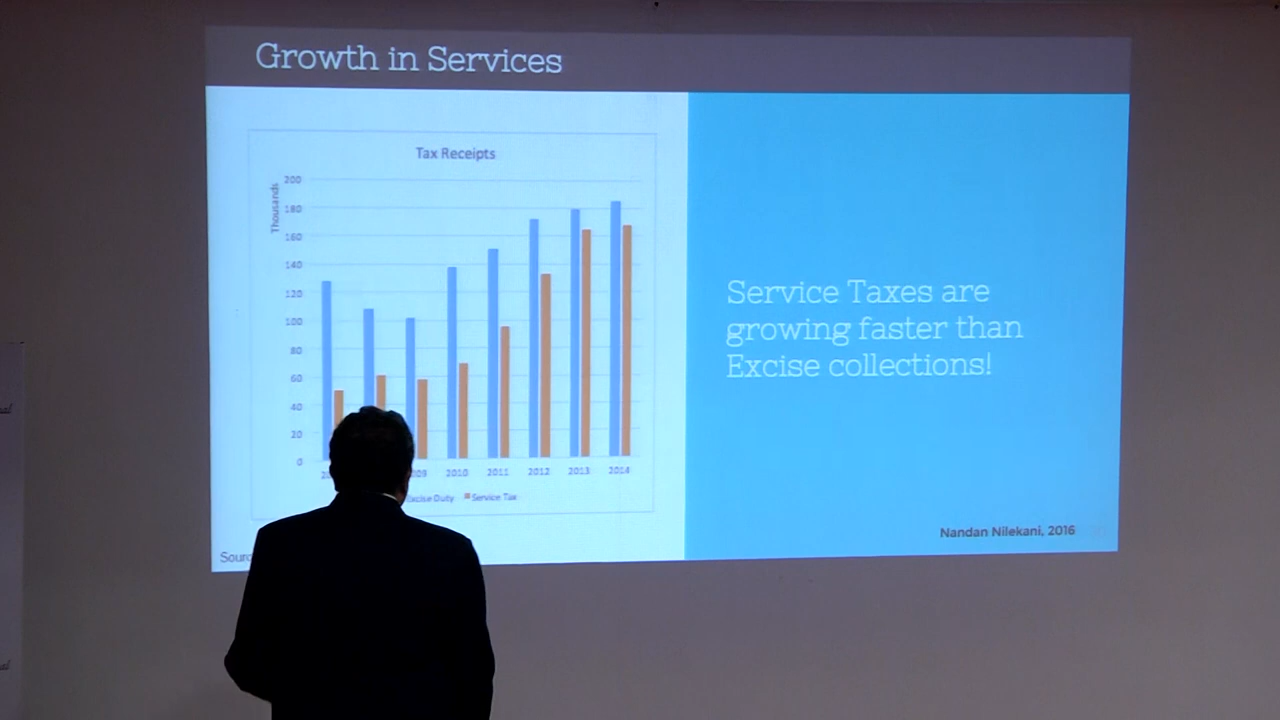 Growth in Services
Tax Receipts
Thousands
200
180
160
140
120
100
80
60
40
20
0
2010
2011
2012
2013
2014
Excise Duty
Service Tax
Service Taxes are
growing faster than
Excise collections!
Nandan Nilekani, 2016